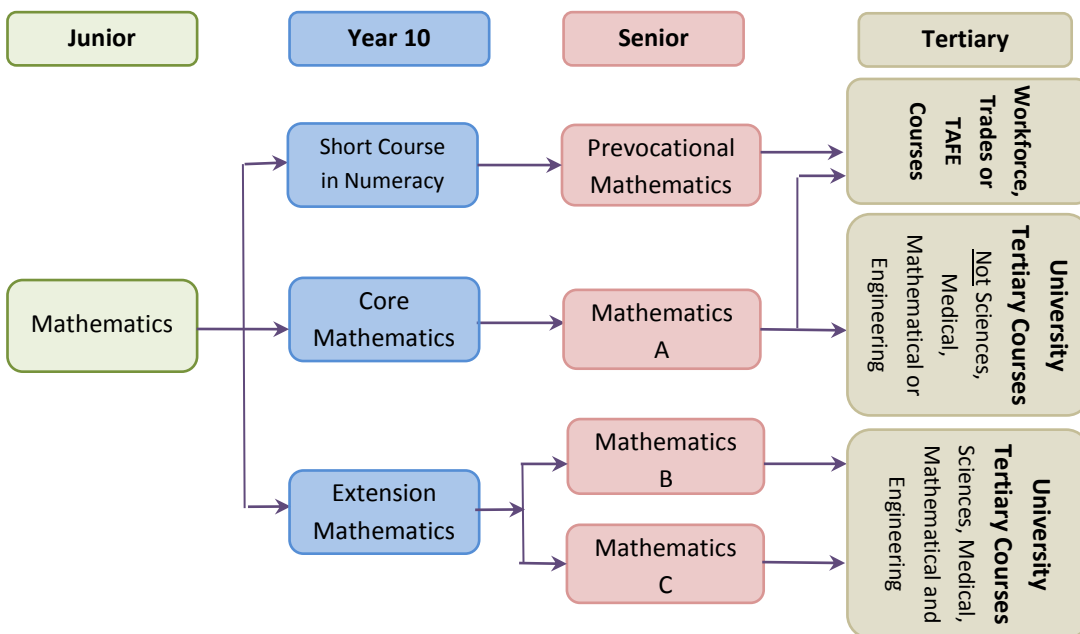 Junior
Year 10
Senior
Tertiary
Mathematics
Short Course
in Numeracy
Core
Mathematics
Extension
Mathematics
Prevocational
Mathematics
Mathematics
A
Mathematics
B
Mathematics
C
Workforce,
Trades or
TAFE
Courses
University
Tertiary Courses
Not Sciences,
Medical,
Mathematical or
Engineering
University
Tertiary Courses
Sciences, Medical,
Mathematical and
Engineering